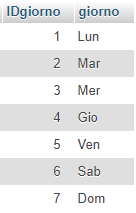 IDgiorno giorno
1 Lun
2 Mar
3 Mer
4 Gio
5 Ven
6 Sab
7 Dom